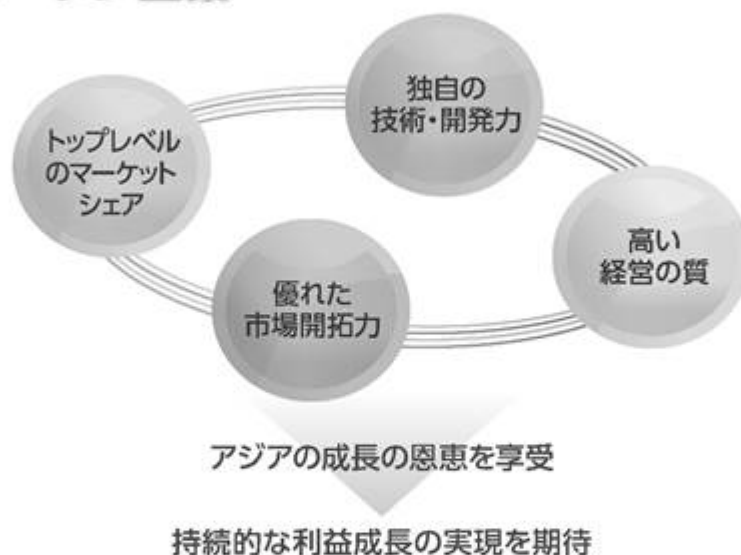 独自の
技術・開発力
トップレベル
のマーケット
シェア
高い
経営の質
優れた
市場開拓力
アジアの成長の恩恵を享受
持続的な利益成長の実現を期待